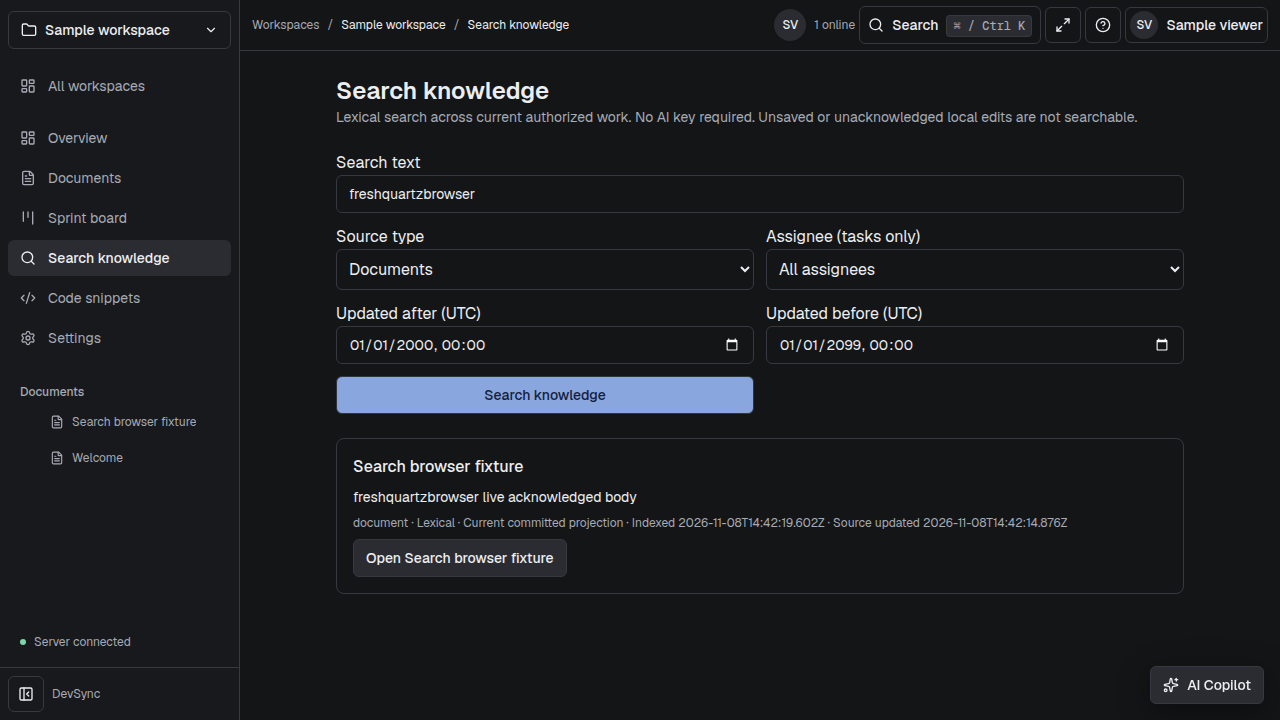 Sample workspace
All workspaces
Overview
Documents
Sprint board
Search knowledge
Code snippets
Settings
Documents
Search browser fixture
Welcome
Server connected
DevSync
Workspaces / Sample workspace / Search knowledge
SV 1 online Search ⌘ / Ctrl K SV Sample viewer
Search knowledge
Lexical search across current authorized work. No AI key required. Unsaved or unacknowledged local edits are not searchable.
Search text
freshquartzbrowser
Source type Assignee (tasks only)
Documents All assignees
Updated after (UTC) Updated before (UTC)
01/01/2000, 00:00 01/01/2099, 00:00
Search knowledge
Search browser fixture
freshquartzbrowser live acknowledged body
document · Lexical · Current committed projection · Indexed 2026-11-08T14:42:19.602Z · Source updated 2026-11-08T14:42:14.876Z
Open Search browser fixture
AI Copilot